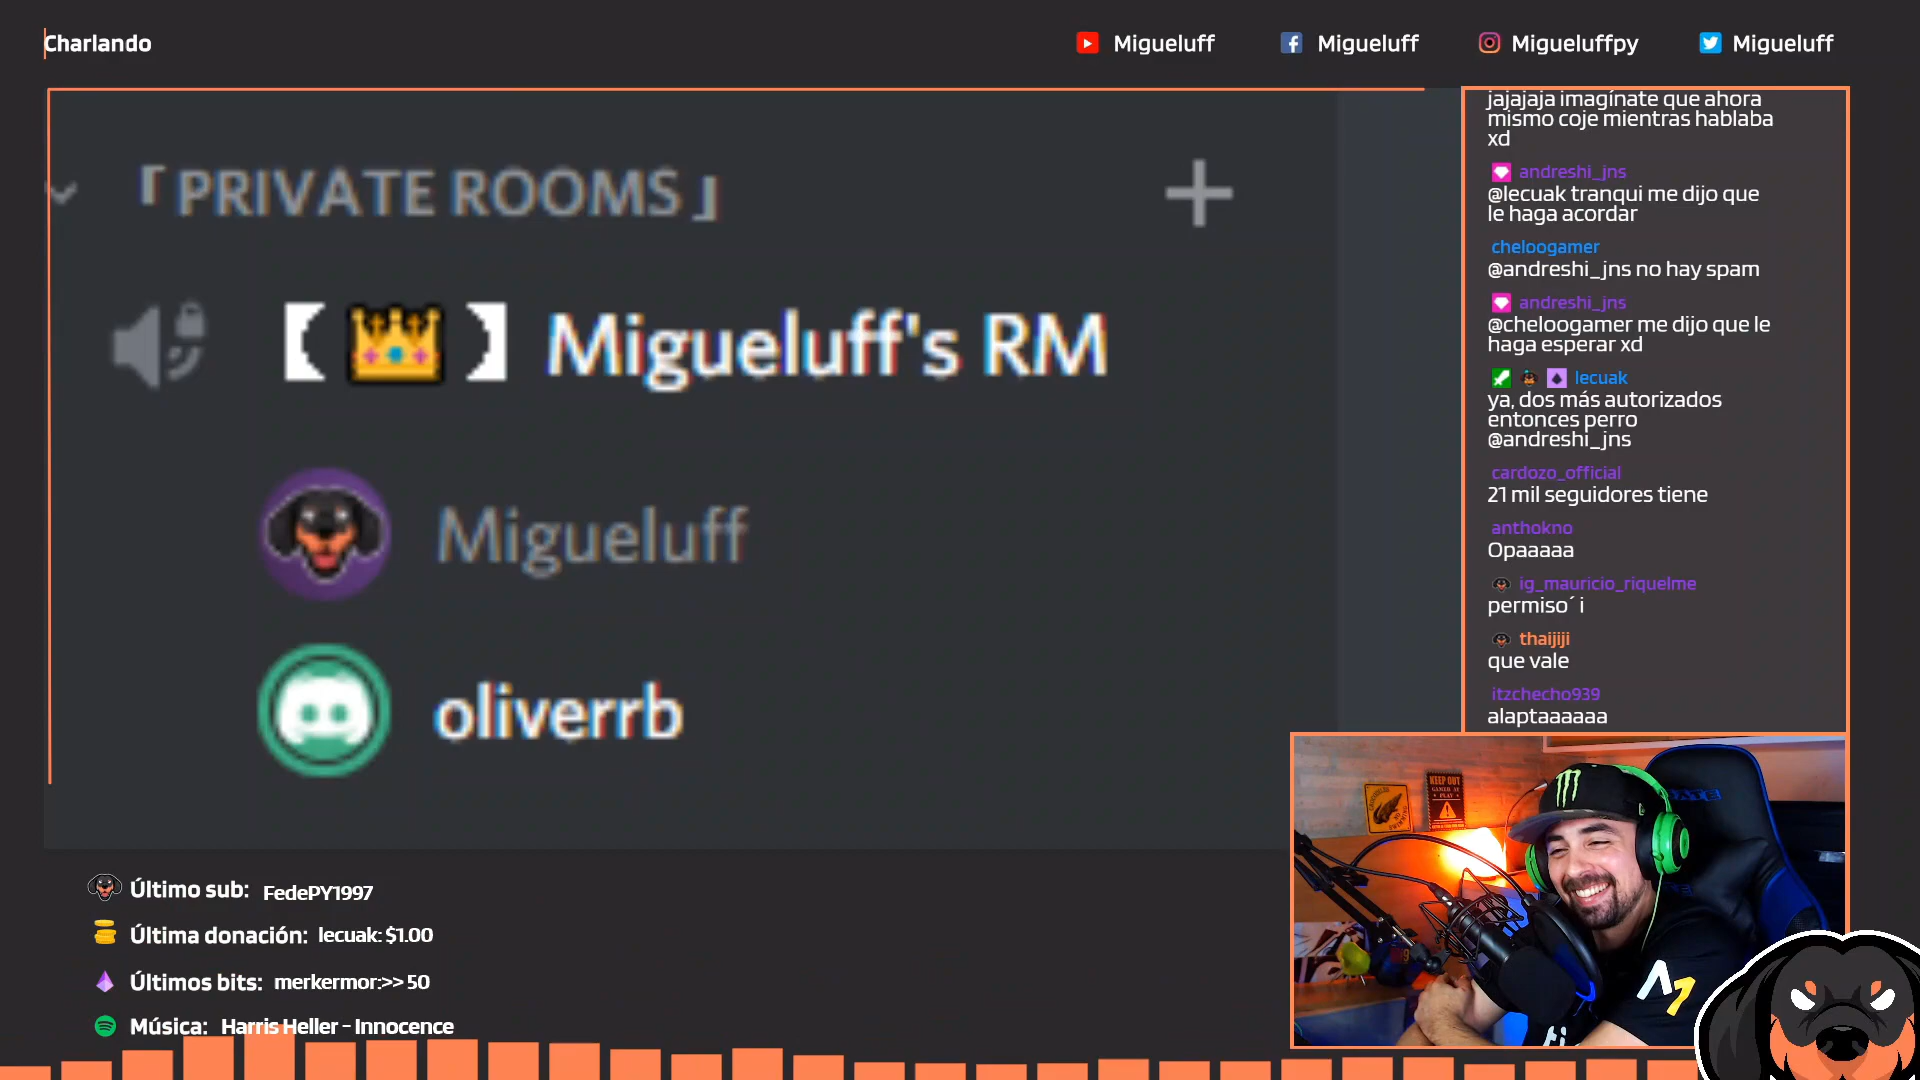 Charlando
Migueluff
Migueluff
Migueluffpy
Migueluff
「 PRIVATE ROOMS 」
【 👑 】 Migueluff's RM
Migueluff
oliverrb
jajajaja imagínate que ahora
mismo coje mientras hablaba
xd
andreshi_jns
@lecuak tranqui me dijo que
le haga acordar
cheloogamer
@andreshi_jns no hay spam
andreshi_jns
@cheloogamer me dijo que le
haga esperar xd
lecuak
ya, dos más autorizados
entonces perro
@andreshi_jns
cardozo_official
21 mil seguidores tiene
anthokno
Opaaaaa
ig_mauricio_riquelme
permiso´ i
thaijiji
que vale
itzchecho939
alaptaaaaaa
KEEP OUT
Último sub: FedePY1997
Última donación: lecuak: $1.00
Últimos bits: merkermor:>> 50
Música: Harris Heller - Innocence